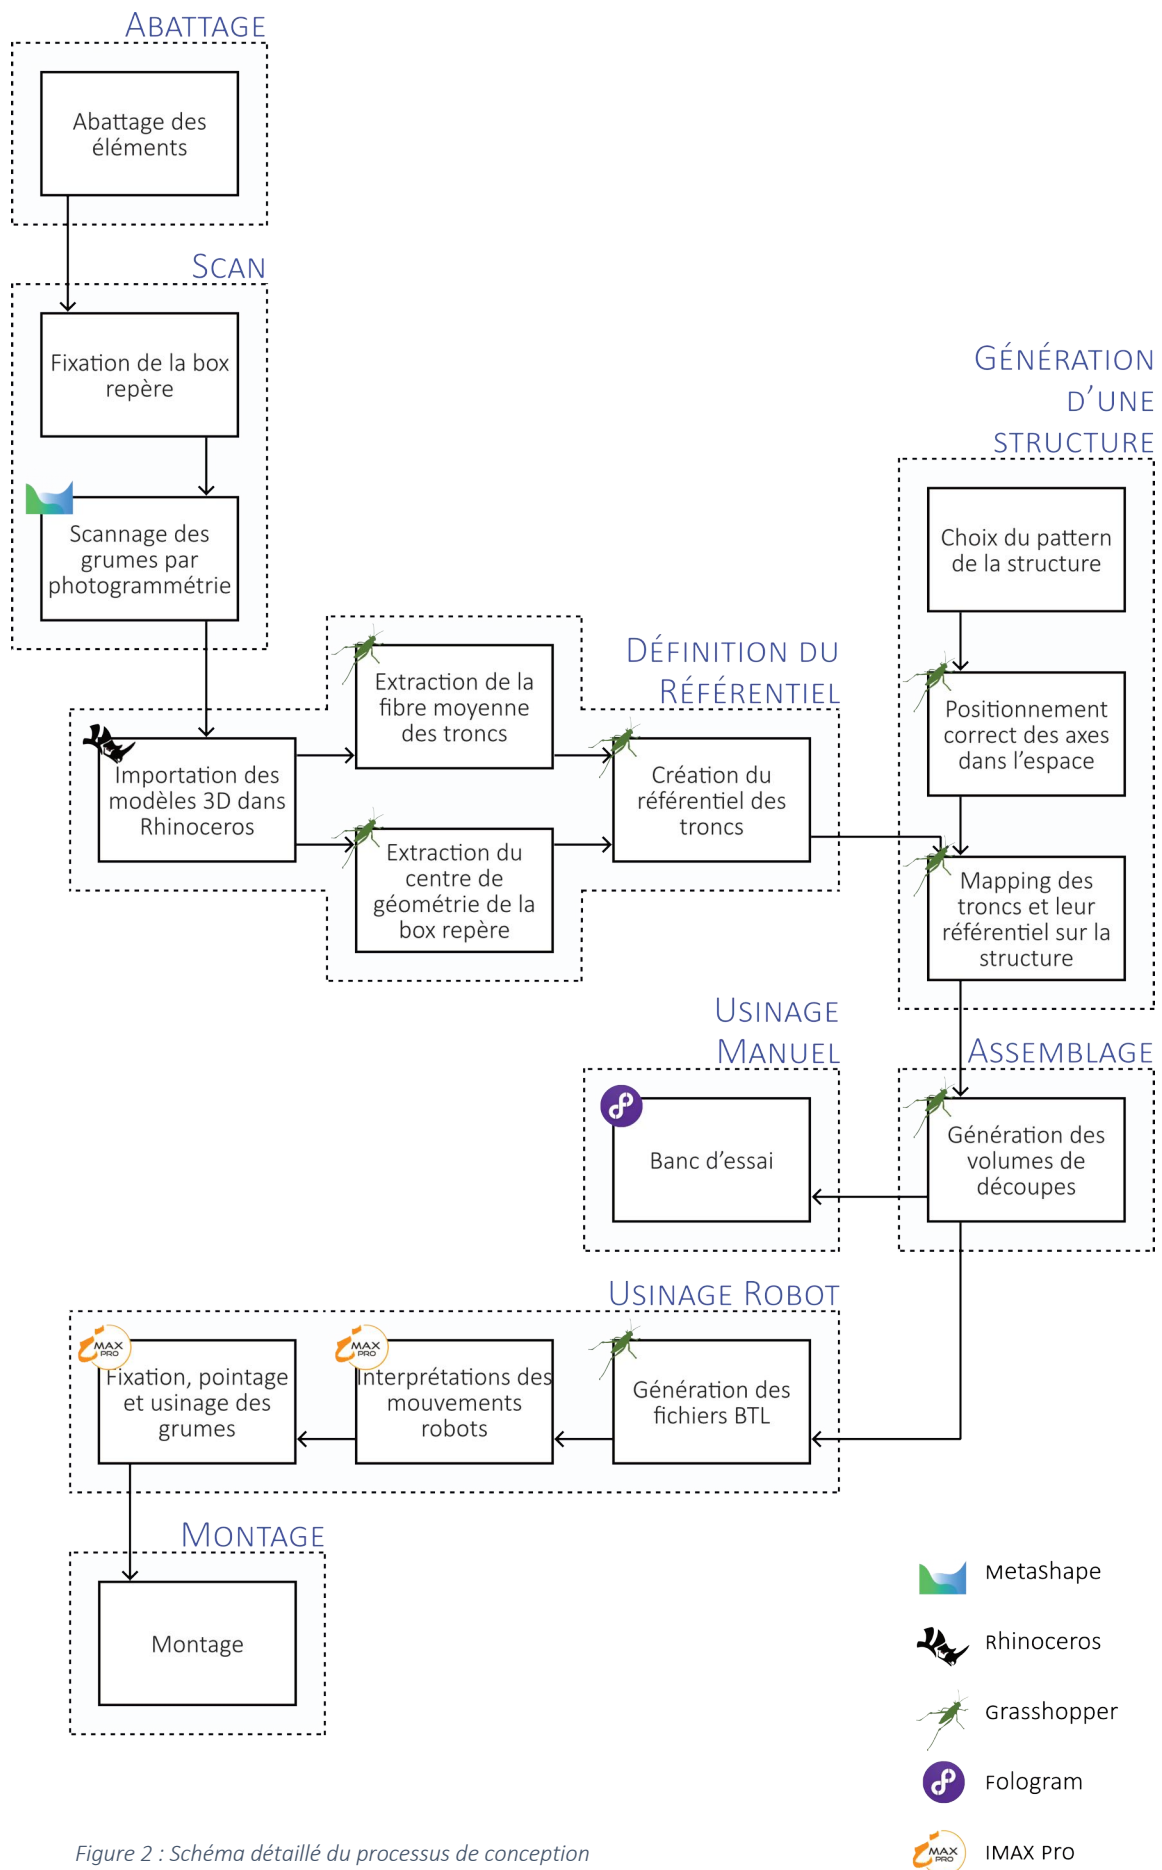 ABATTAGE
Abattage des
éléments
SCAN
Fixation de la box
repère
Scannage des
grumes par
photogrammétrie
GÉNÉRATION
D’UNE
STRUCTURE
Choix du pattern
de la structure
Positionnement
correct des axes
dans l’espace
Mapping des
troncs et leur
référentiel sur la
structure
DÉFINITION DU
RÉFÉRENTIEL
Importation des
modèles 3D dans
Rhinoceros
Extraction de la
fibre moyenne
des troncs
Extraction du
centre de
géométrie de la
box repère
Création du
référentiel des
troncs
USINAGE
MANUEL
Banc d’essai
ASSEMBLAGE
Génération des
volumes de
découpes
USINAGE ROBOT
iMAX
PRO
Fixation, pointage
et usinage des
grumes
iMAX
PRO
Interprétations des
mouvements
robots
Génération des
fichiers BTL
MONTAGE
Montage
Metashape
Rhinoceros
Grasshopper
Fologram
iMAX
PRO
IMAX Pro
Figure 2 : Schéma détaillé du processus de conception